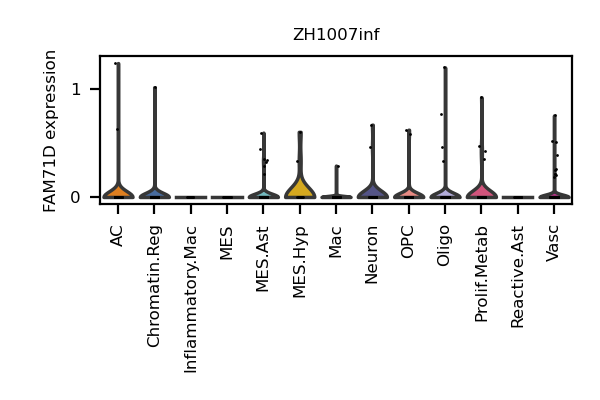 ZH1007inf
FAM71D expression
1
0
AC
Chromatin.Reg
Inflammatory.Mac
MES
MES.Ast
MES.Hyp
Mac
Neuron
OPC
Oligo
Prolif.Metab
Reactive.Ast
Vasc